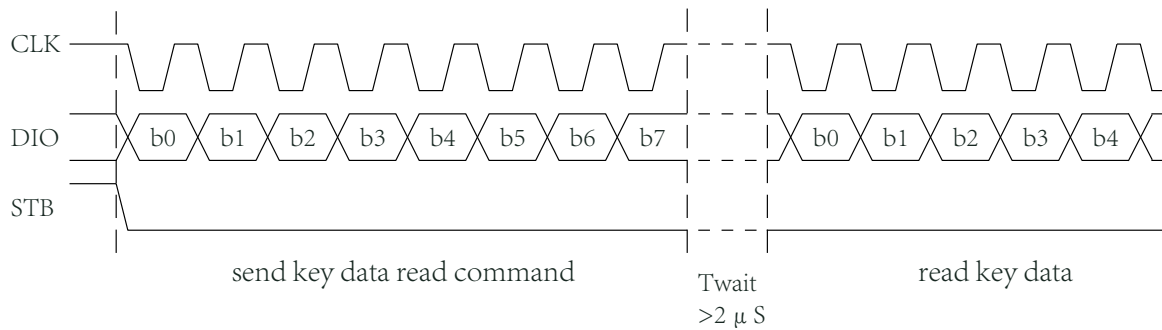 CLK
DIO b0 b1 b2 b3 b4 b5 b6 b7 b0 b1 b2 b3 b4
STB
send key data read command read key data
Twait
>2 μ S